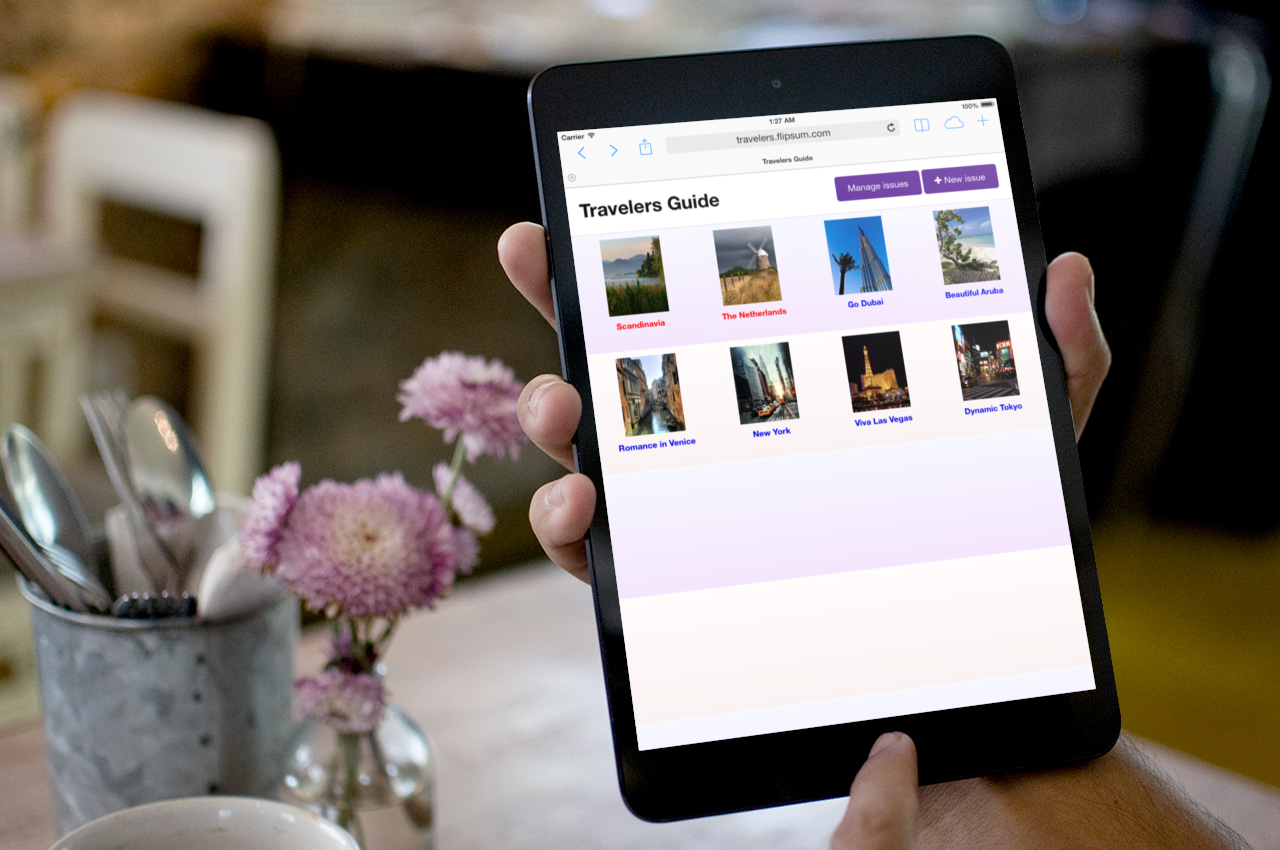 Carrier
1:27 AM
100%
travelers.flipsum.com
Travelers Guide
Travelers Guide
Manage issues
New issue
Scandinavia
The Netherlands
Go Dubai
Beautiful Aruba
Romance in Venice
New York
Viva Las Vegas
Dynamic Tokyo